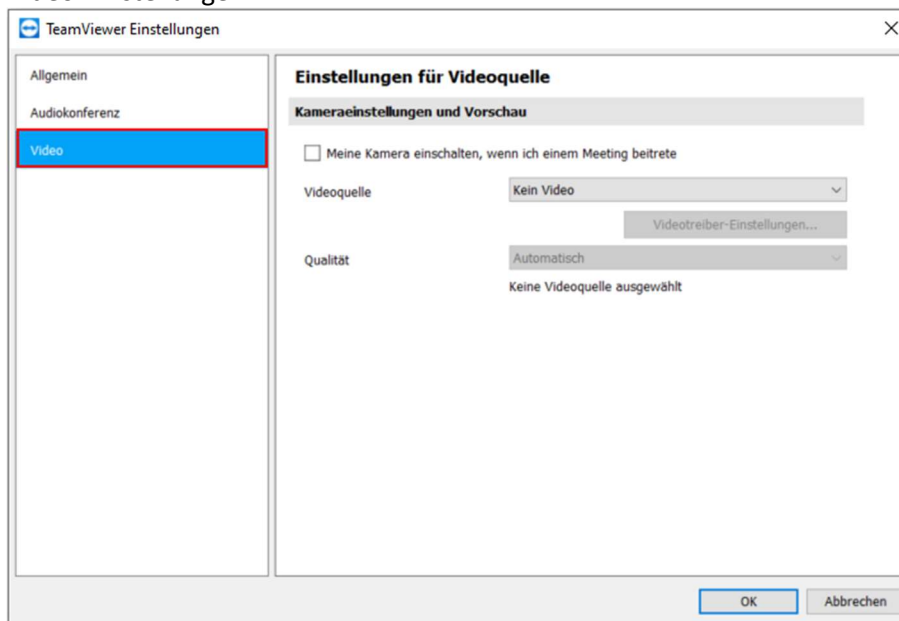 TeamViewer Einstellungen
Allgemein
Audiokonferenz
Video
Einstellungen für Videoquelle
Kameraeinstellungen und Vorschau
Meine Kamera einschalten, wenn ich einem Meeting beitrete
Videoquelle
Kein Video
Videotreiber-Einstellungen...
Qualität
Automatisch
Keine Videoquelle ausgewählt
OK
Abbrechen